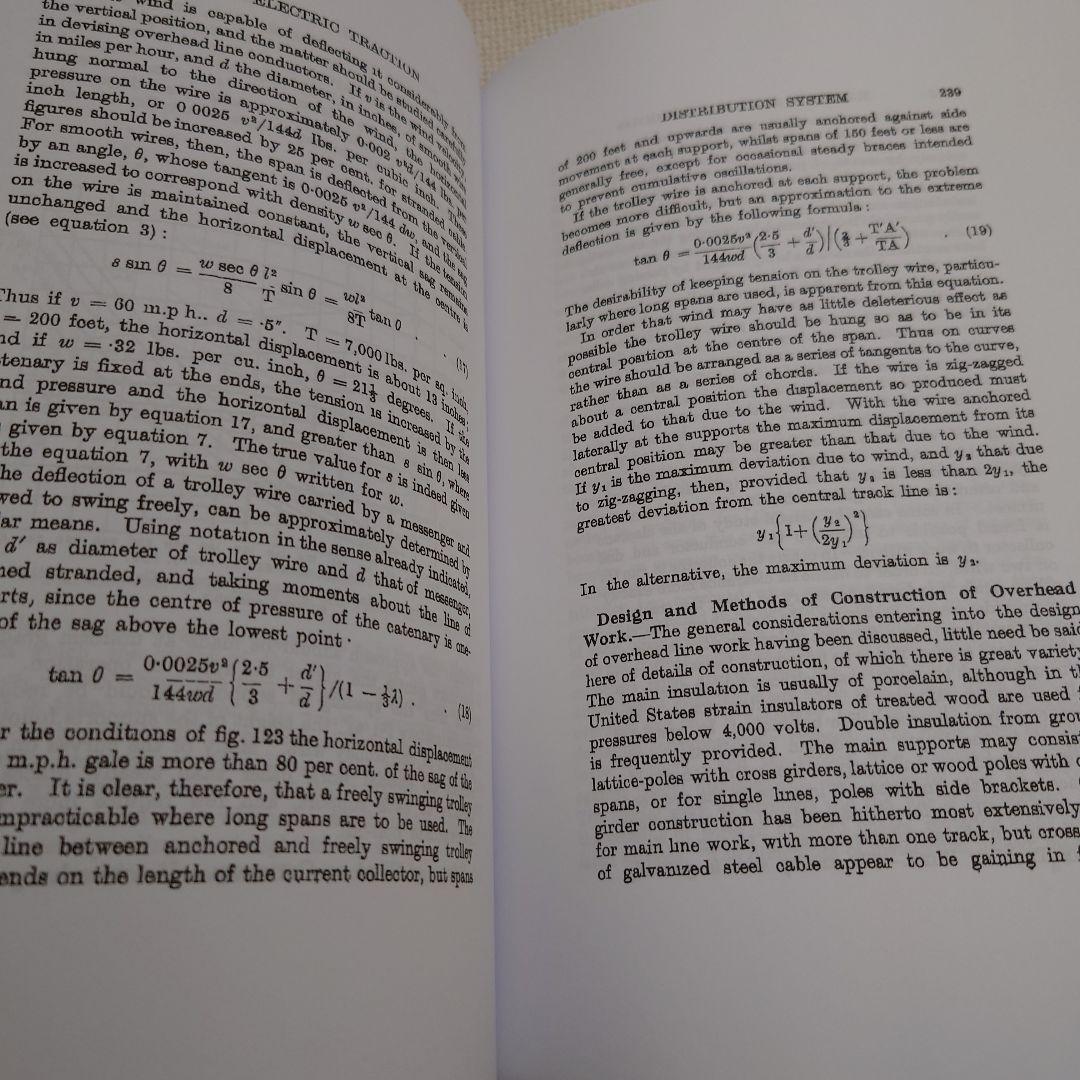 ELECTRIC TRACTION
wind is capable of deflecting it considerably from
the vertical position, and the matter should be studied carefully
in devising overhead line conductors. If v is the wind velocity,
in miles per hour, and d the diameter, in inches, of smooth wire,
hung normal to the direction of the wind, the horizontal
pressure on the wire is approximately 0·002 v²d/144 lbs. per
inch length, or 0 0025 v²/144d lbs. per cubic inch. These
figures should be increased by 25 per cent. for stranded cable.
For smooth wires, then, the span is deflected from the vertical
by an angle, θ, whose tangent is 0·0025 v²/144 dw, and the sag
is increased to correspond with density w sec θ. If the tension
on the wire is maintained constant, the vertical sag remains
unchanged and the horizontal displacement at the centre is
(see equation 3) :
s sin θ = w sec θ l²/8 T sin θ = wl²/8T tan θ . (17)
Thus if v = 60 m.p h.. d = ·5″. T = 7,000 lbs. per sq. inch.
= 200 feet, the horizontal displacement is about 13 inches;
nd if w = ·32 lbs. per cu. inch, θ = 21½ degrees. If the
tenary is fixed at the ends, the tension is increased by the
nd pressure and the horizontal displacement is then less
an is given by equation 17, and greater than s sin θ, where
given by equation 7. The true value for s is indeed given
the equation 7, with w sec θ written for w.
he deflection of a trolley wire carried by a messenger and
wed to swing freely, can be approximately determined by
ar means. Using notation in the sense already indicated,
d′ as diameter of trolley wire and d that of messenger,
ned stranded, and taking moments about the line of
rts, since the centre of pressure of the catenary is one-
of the sag above the lowest point ·
tan θ = 0·0025v²/144wd {2·5/3 + d′/d}/(1 − ⅓λ) . . (18)
r the conditions of fig. 123 the horizontal displacement
m.p.h. gale is more than 80 per cent. of the sag of the
er. It is clear, therefore, that a freely swinging trolley
mpracticable where long spans are to be used. The
line between anchored and freely swinging trolley
ends on the length of the current collector, but spans
DISTRIBUTION SYSTEM 239
of 200 feet and upwards are usually anchored against side
movement at each support, whilst spans of 150 feet or less are
generally free, except for occasional steady braces intended
to prevent cumulative oscillations.
If the trolley wire is anchored at each support, the problem
becomes more difficult, but an approximation to the extreme
deflection is given by the following formula :
tan θ = 0·0025v²/144wd (2·5/3 + d′/d)/(⅔ + T′A′/TA) . (19)
The desirability of keeping tension on the trolley wire, particu-
larly where long spans are used, is apparent from this equation.
In order that wind may have as little deleterious effect as
possible the trolley wire should be hung so as to be in its
central position at the centre of the span. Thus on curves
the wire should be arranged as a series of tangents to the curve,
rather than as a series of chords. If the wire is zig-zagged
about a central position the displacement so produced must
be added to that due to the wind. With the wire anchored
laterally at the supports the maximum displacement from its
central position may be greater than that due to the wind.
If y₁ is the maximum deviation due to wind, and y₂ that due
to zig-zagging, then, provided that y₂ is less than 2y₁, the
greatest deviation from the central track line is :
y₁{1+(y₂/2y₁)²}
In the alternative, the maximum deviation is y₂.
Design and Methods of Construction of Overhead
Work.—The general considerations entering into the design
of overhead line work having been discussed, little need be said
here of details of construction, of which there is great variety
The main insulation is usually of porcelain, although in th
United States strain insulators of treated wood are used
pressures below 4,000 volts. Double insulation from grou
is frequently provided. The main supports may consist
lattice-poles with cross girders, lattice or wood poles with c
spans, or for single lines, poles with side brackets.
girder construction has been hitherto most extensively
for main line work, with more than one track, but cross
of galvanized steel cable appear to be gaining in f